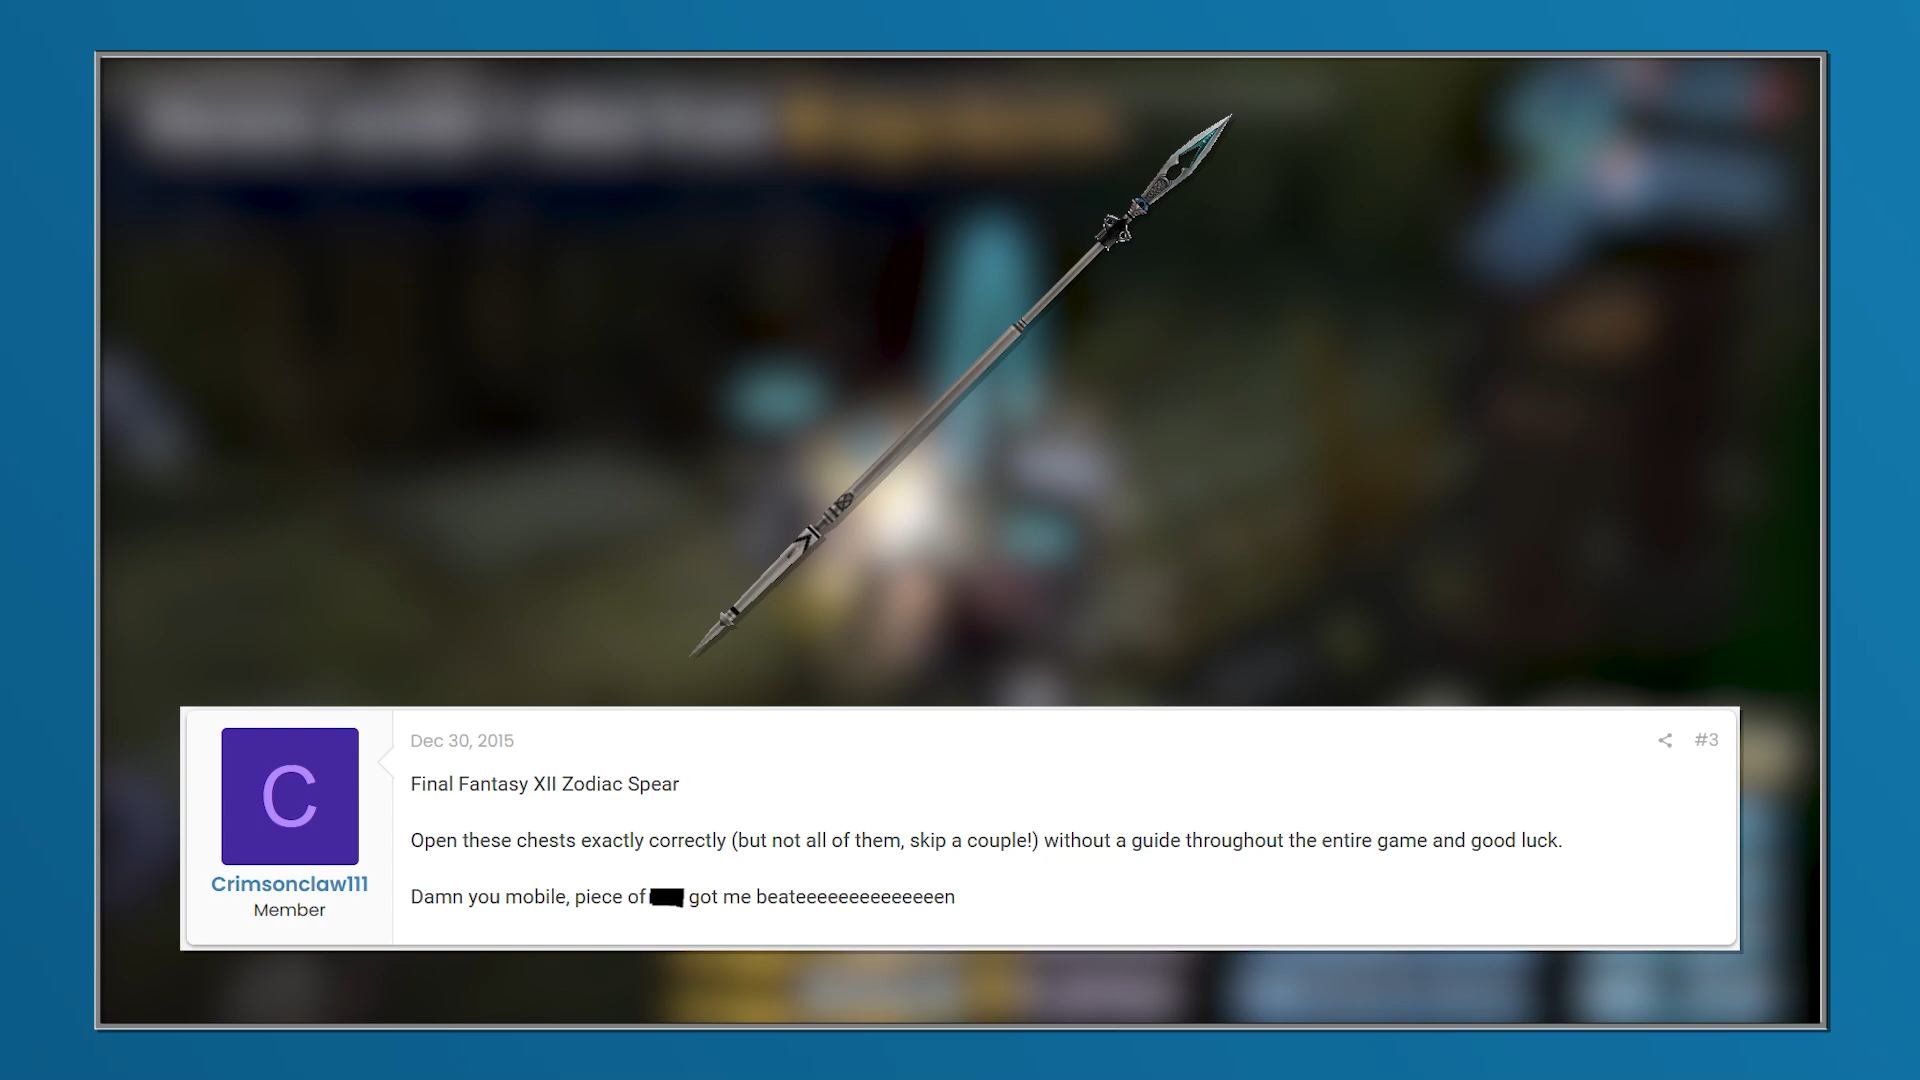 Dec 30, 2015
#3
Final Fantasy XII Zodiac Spear
Open these chests exactly correctly (but not all of them, skip a couple!) without a guide throughout the entire game and good luck.
Damn you mobile, piece of got me beateeeeeeeeeeeeeen
C
Crimsonclaw111
Member